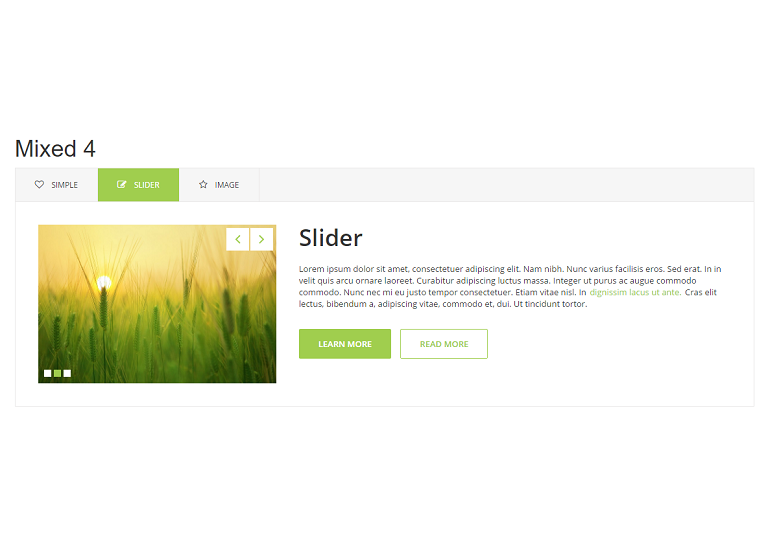 Mixed 4
SIMPLE SLIDER IMAGE
Slider
Lorem ipsum dolor sit amet, consectetuer adipiscing elit. Nam nibh. Nunc varius facilisis eros. Sed erat. In in
velit quis arcu ornare laoreet. Curabitur adipiscing luctus massa. Integer ut purus ac augue commodo
commodo. Nunc nec mi eu justo tempor consectetuer. Etiam vitae nisl. In dignissim lacus ut ante. Cras elit
lectus, bibendum a, adipiscing vitae, commodo et, dui. Ut tincidunt tortor.
LEARN MORE READ MORE